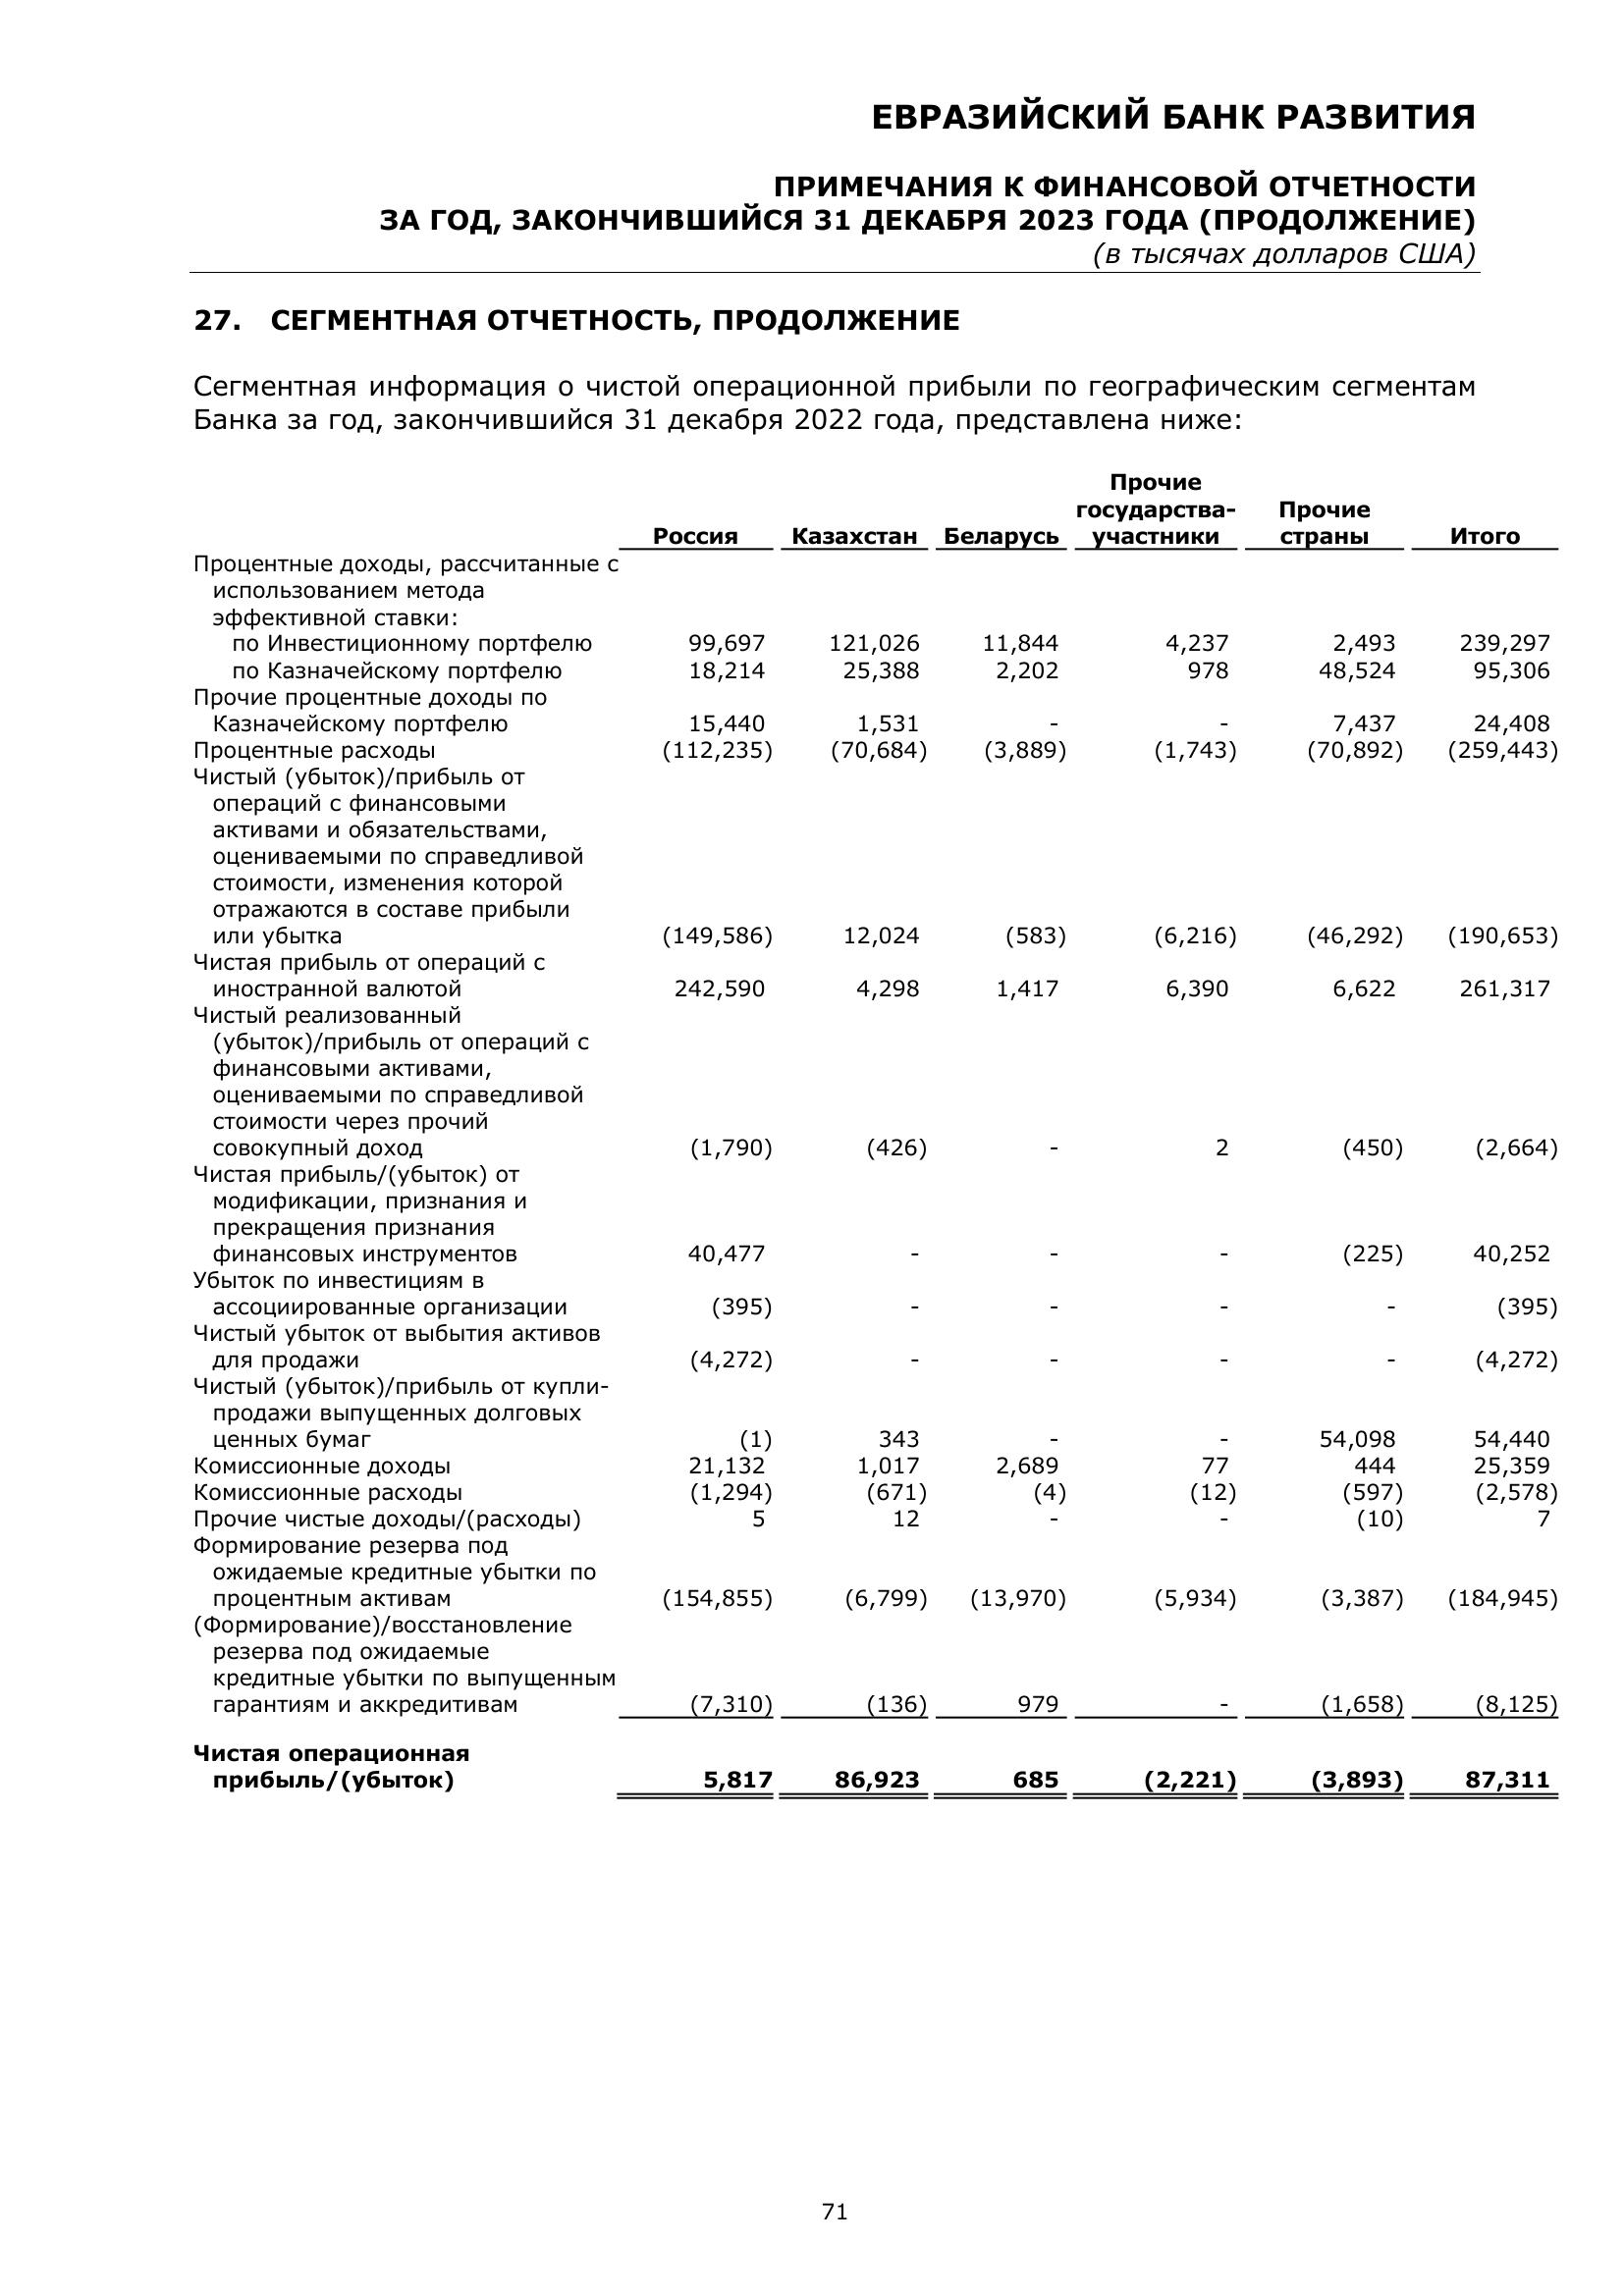 ЕВРАЗИЙСКИЙ БАНК РАЗВИТИЯ
ПРИМЕЧАНИЯ К ФИНАНСОВОЙ ОТЧЕТНОСТИ
ЗА ГОД, ЗАКОНЧИВШИЙСЯ 31 ДЕКАБРЯ 2023 ГОДА (ПРОДОЛЖЕНИЕ)
(в тысячах долларов США)
27. СЕГМЕНТНАЯ ОТЧЕТНОСТЬ, ПРОДОЛЖЕНИЕ
Сегментная информация о чистой операционной прибыли по географическим сегментам
Банка за год, закончившийся 31 декабря 2022 года, представлена ниже:
Прочие
государства- Прочие
Россия Казахстан Беларусь участники страны Итого
Процентные доходы, рассчитанные с
использованием метода
эффективной ставки:
по Инвестиционному портфелю 99,697 121,026 11,844 4,237 2,493 239,297
по Казначейскому портфелю 18,214 25,388 2,202 978 48,524 95,306
Прочие процентные доходы по
Казначейскому портфелю 15,440 1,531 - - 7,437 24,408
Процентные расходы (112,235) (70,684) (3,889) (1,743) (70,892) (259,443)
Чистый (убыток)/прибыль от
операций с финансовыми
активами и обязательствами,
оцениваемыми по справедливой
стоимости, изменения которой
отражаются в составе прибыли
или убытка (149,586) 12,024 (583) (6,216) (46,292) (190,653)
Чистая прибыль от операций с
иностранной валютой 242,590 4,298 1,417 6,390 6,622 261,317
Чистый реализованный
(убыток)/прибыль от операций с
финансовыми активами,
оцениваемыми по справедливой
стоимости через прочий
совокупный доход (1,790) (426) - 2 (450) (2,664)
Чистая прибыль/(убыток) от
модификации, признания и
прекращения признания
финансовых инструментов 40,477 - - - (225) 40,252
Убыток по инвестициям в
ассоциированные организации (395) - - - - (395)
Чистый убыток от выбытия активов
для продажи (4,272) - - - - (4,272)
Чистый (убыток)/прибыль от купли-
продажи выпущенных долговых
ценных бумаг (1) 343 - - 54,098 54,440
Комиссионные доходы 21,132 1,017 2,689 77 444 25,359
Комиссионные расходы (1,294) (671) (4) (12) (597) (2,578)
Прочие чистые доходы/(расходы) 5 12 - - (10) 7
Формирование резерва под
ожидаемые кредитные убытки по
процентным активам (154,855) (6,799) (13,970) (5,934) (3,387) (184,945)
(Формирование)/восстановление
резерва под ожидаемые
кредитные убытки по выпущенным
гарантиям и аккредитивам (7,310) (136) 979 - (1,658) (8,125)
Чистая операционная
прибыль/(убыток) 5,817 86,923 685 (2,221) (3,893) 87,311
71